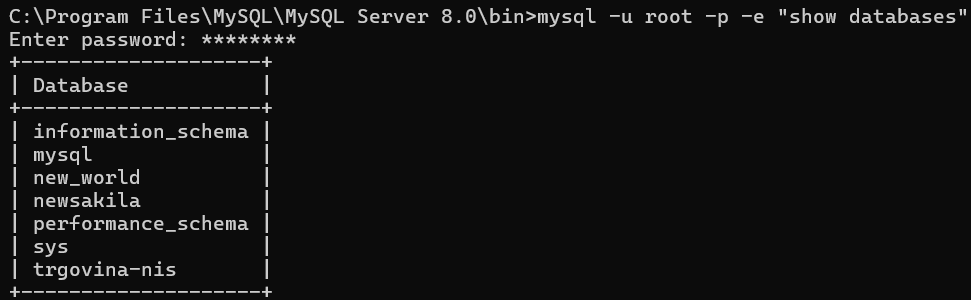 C:\Program Files\MySQL\MySQL Server 8.0\bin>mysql -u root -p -e "show databases"
Enter password: ********
+--------------------+
| Database           |
+--------------------+
| information_schema |
| mysql              |
| new_world          |
| newsakila          |
| performance_schema |
| sys                |
| trgovina-nis       |
+--------------------+